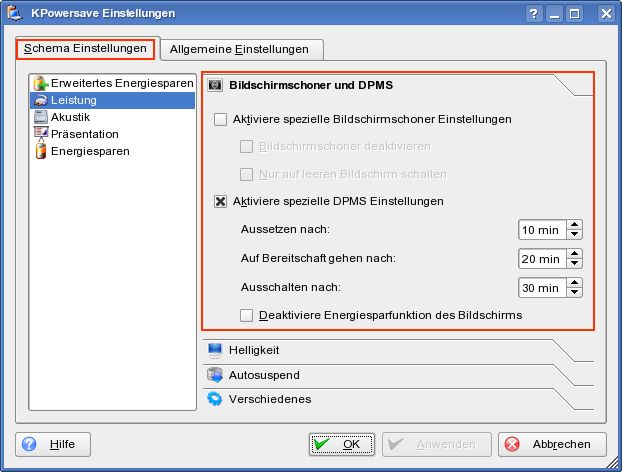 KPowersave Einstellungen
Schema Einstellungen
Allgemeine Einstellungen
Erweitertes Energiesparen
Leistung
Akustik
Präsentation
Energiesparen
Bildschirmschoner und DPMS
Aktiviere spezielle Bildschirmschoner Einstellungen
Bildschirmschoner deaktivieren
Nur auf leeren Bildschirm schalten
Aktiviere spezielle DPMS Einstellungen
Aussetzen nach: 10 min
Auf Bereitschaft gehen nach: 20 min
Ausschalten nach: 30 min
Deaktiviere Energiesparfunktion des Bildschirms
Helligkeit
Autosuspend
Verschiedenes
Hilfe
OK
Anwenden
Abbrechen